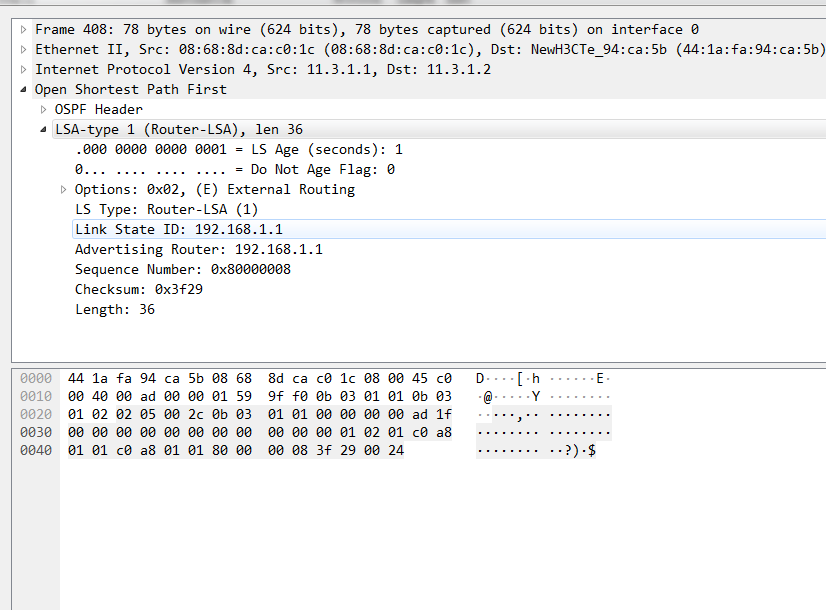 Frame 408: 78 bytes on wire (624 bits), 78 bytes captured (624 bits) on interface 0
Ethernet II, Src: 08:68:8d:ca:c0:1c (08:68:8d:ca:c0:1c), Dst: NewH3CTe_94:ca:5b (44:1a:fa:94:ca:5b)
Internet Protocol Version 4, Src: 11.3.1.1, Dst: 11.3.1.2
Open Shortest Path First
OSPF Header
LSA-type 1 (Router-LSA), len 36
.000 0000 0000 0001 = LS Age (seconds): 1
0... .... .... .... = Do Not Age Flag: 0
Options: 0x02, (E) External Routing
LS Type: Router-LSA (1)
Link State ID: 192.168.1.1
Advertising Router: 192.168.1.1
Sequence Number: 0x80000008
Checksum: 0x3f29
Length: 36
0000 44 1a fa 94 ca 5b 08 68 8d ca c0 1c 08 00 45 c0 D····[·h ······E·
0010 00 40 00 ad 00 00 01 59 9f f0 0b 03 01 01 0b 03 ·@·····Y ········
0020 01 02 02 05 00 2c 0b 03 01 01 00 00 00 00 ad 1f ·····,·· ········
0030 00 00 00 00 00 00 00 00 00 00 00 01 02 01 c0 a8 ········ ········
0040 01 01 c0 a8 01 01 80 00 00 08 3f 29 00 24 ········ ··?)·$